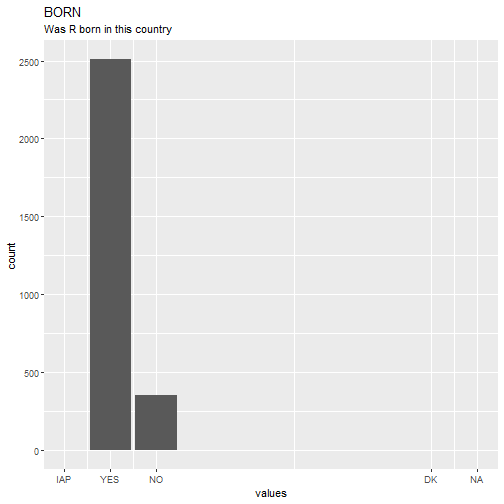 BORN
Was R born in this country
2500
2000
1500
1000
500
0
count
IAP YES NO DK NA
values